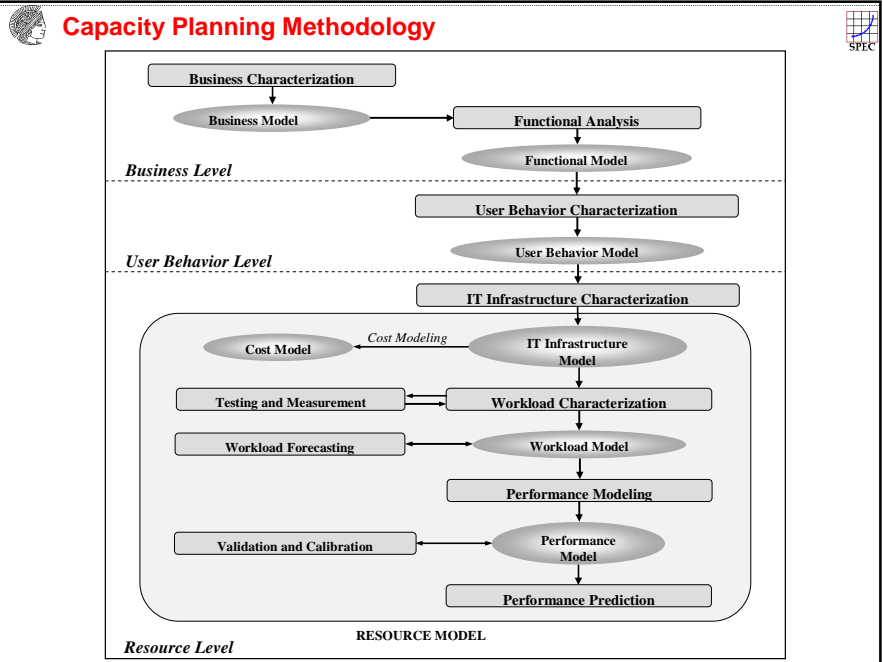 Capacity Planning Methodology
SPEC
Business Characterization
Business Model
Functional Analysis
Functional Model
Business Level
User Behavior Characterization
User Behavior Model
User Behavior Level
IT Infrastructure Characterization
Cost Model
Cost Modeling
IT Infrastructure
Model
Testing and Measurement
Workload Characterization
Workload Forecasting
Workload Model
Performance Modeling
Validation and Calibration
Performance
Model
Performance Prediction
RESOURCE MODEL
Resource Level